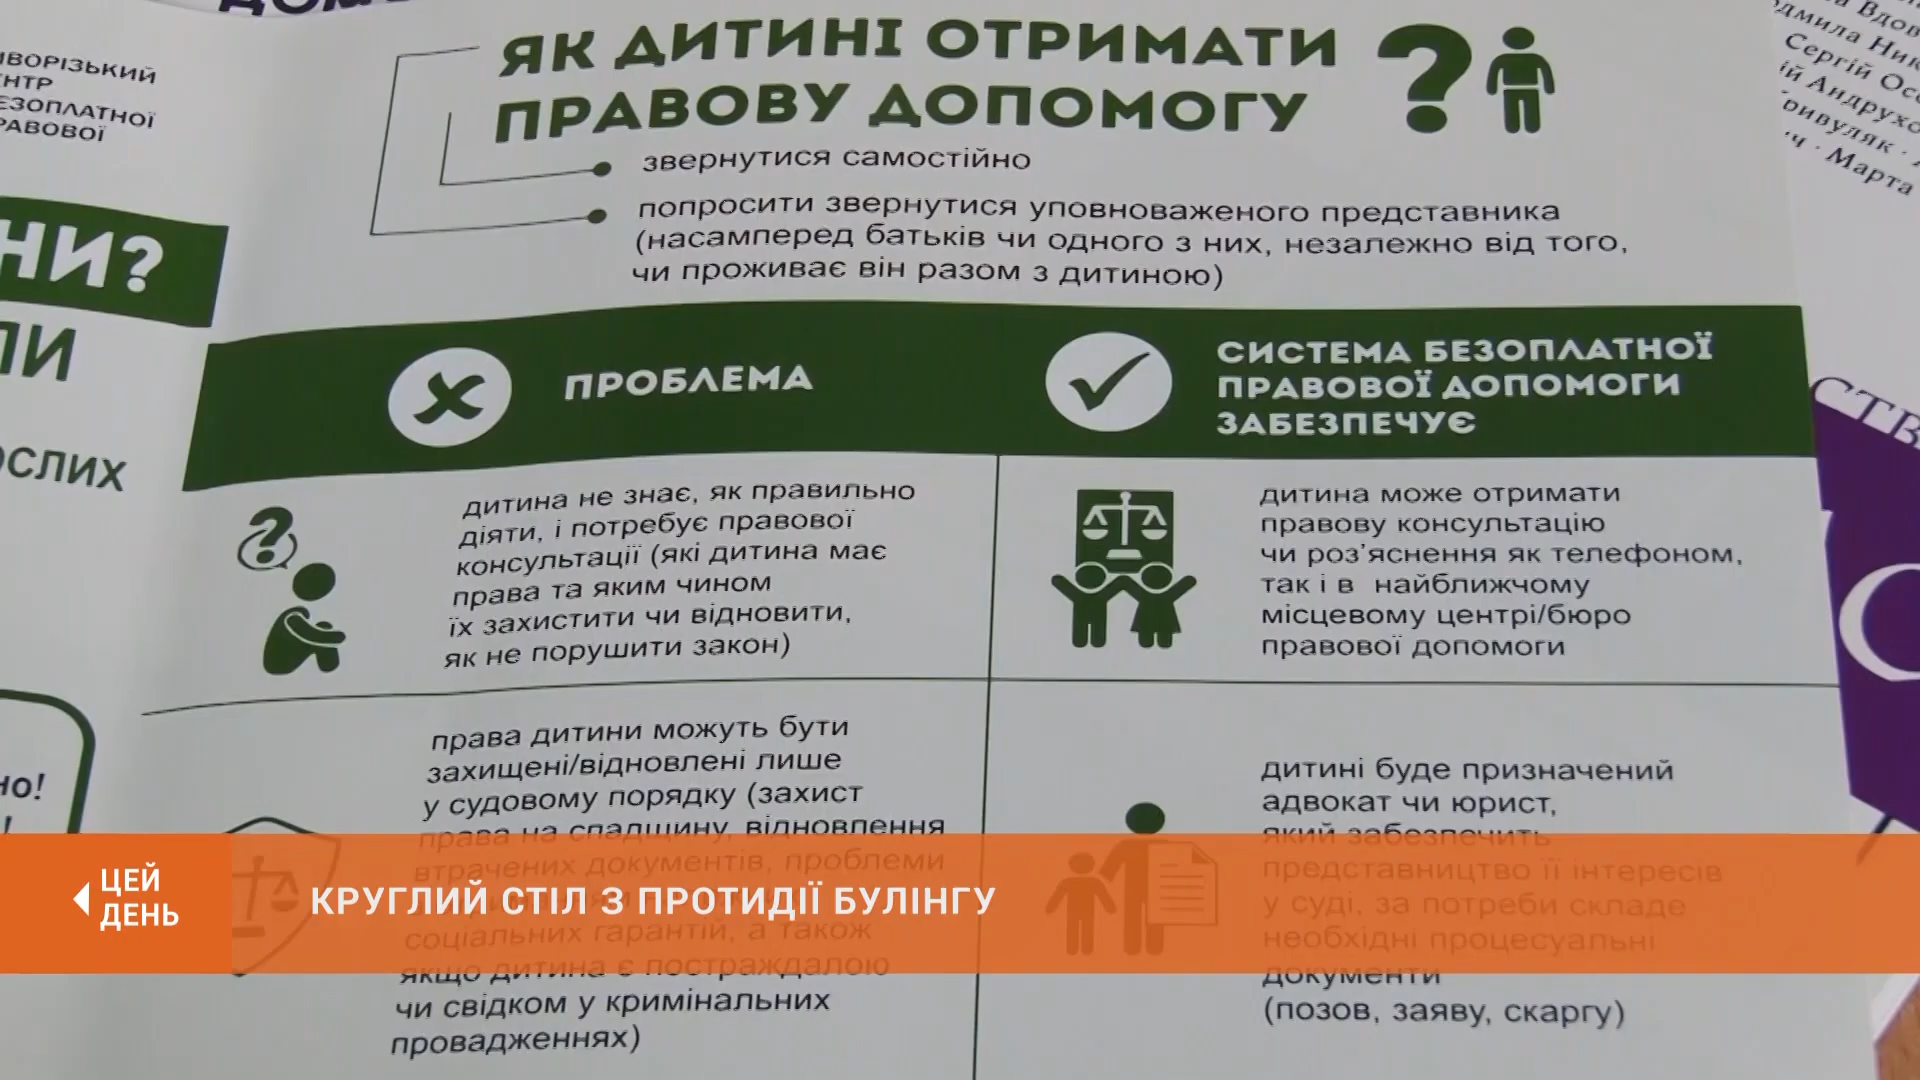 ЯК ДИТИНІ ОТРИМАТИ
ПРАВОВУ ДОПОМОГУ ?
звернутися самостійно
попросити звернутися уповноваженого представника
(насамперед батьків чи одного з них, незалежно від того,
чи проживає він разом з дитиною)
НИ?
ПРОБЛЕМА
СИСТЕМА БЕЗОПЛАТНОЇ
ПРАВОВОЇ ДОПОМОГИ
ЗАБЕЗПЕЧУЄ
дитина не знає, як правильно
діяти, і потребує правової
консультації (які дитина має
права та яким чином
їх захистити чи відновити,
як не порушити закон)
дитина може отримати
правову консультацію
чи роз’яснення як телефоном,
так і в найближчому
місцевому центрі/бюро
правової допомоги
права дитини можуть бути
захищені/відновлені лише
у судовому порядку (захист
права на спадщину, відновлення
втрачених документів, проблеми
соціальних гарантій, а також
якщо дитина є постраждалою
чи свідком у кримінальних
провадженнях)
дитині буде призначений
адвокат чи юрист,
який забезпечить
представництво її інтересів
у суді, за потреби складе
необхідні процесуальні
документи
(позов, заяву, скаргу)
ЦЕЙ
ДЕНЬ
КРУГЛИЙ СТІЛ З ПРОТИДІЇ БУЛІНГУ
ПРАВОВОЇ
Сергій
Марта